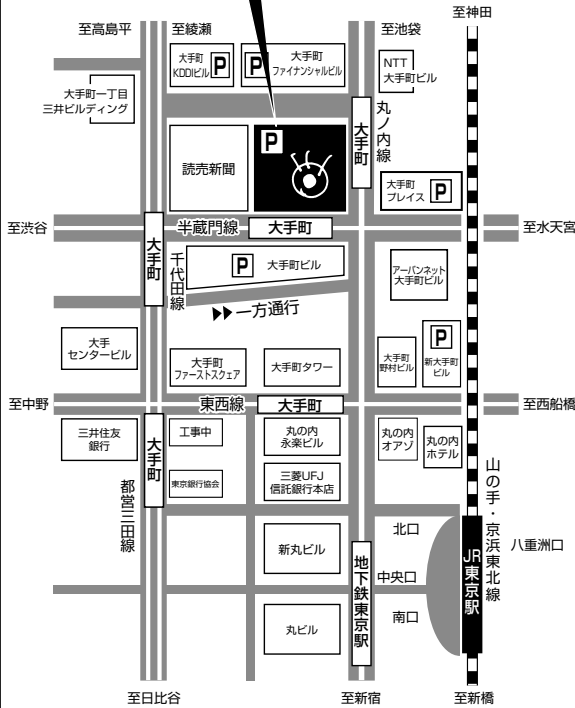 至神田
至高島平
至綾瀬
至池袋
大手町
KDDIビル
P
P
大手町
ファイナンシャルビル
NTT
大手町ビル
大手町一丁目
三井ビルディング
丸ノ内線
大手町
読売新聞
P
大手町
プレイス
P
至渋谷
半蔵門線
大手町
至水天宮
大手町
千代田線
P
大手町ビル
アーバンネット
大手町ビル
一方通行
大手
センタービル
大手町
ファーストスクェア
大手町タワー
大手町
野村ビル
P
新大手町
ビル
至中野
東西線
大手町
至西船橋
三井住友
銀行
大手町
工事中
丸の内
永楽ビル
丸の内
オアゾ
丸の内
ホテル
都営三田線
東京銀行協会
三菱UFJ
信託銀行本店
山の手・京浜東北線
北口
八重洲口
新丸ビル
地下鉄東京駅
中央口
JR東京駅
南口
丸ビル
至日比谷
至新宿
至新橋